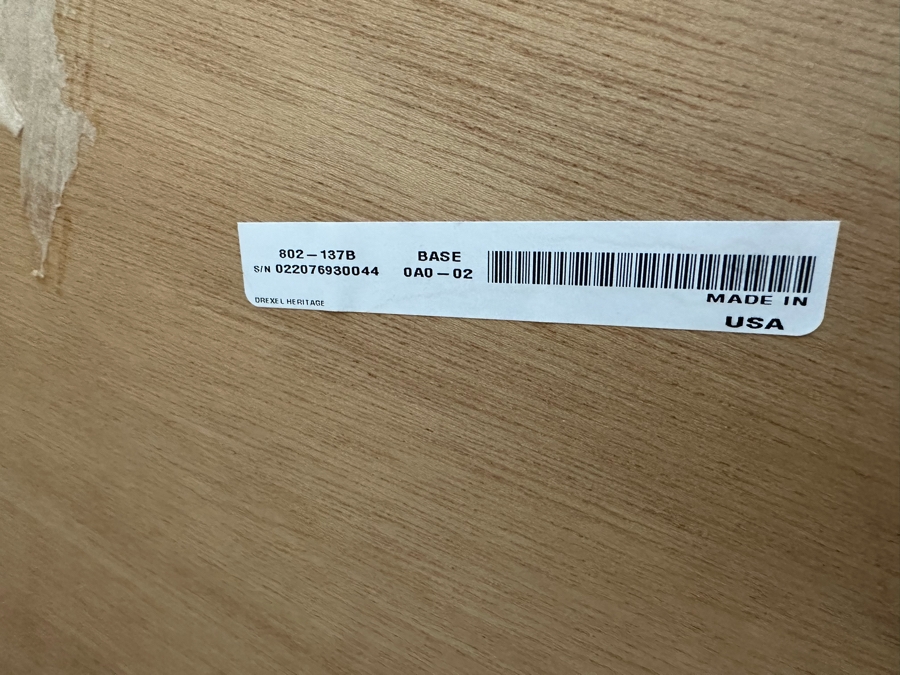 802-137B BASE
S/N 022076930044 0A0-02
DREXEL HERITAGE MADE IN
USA